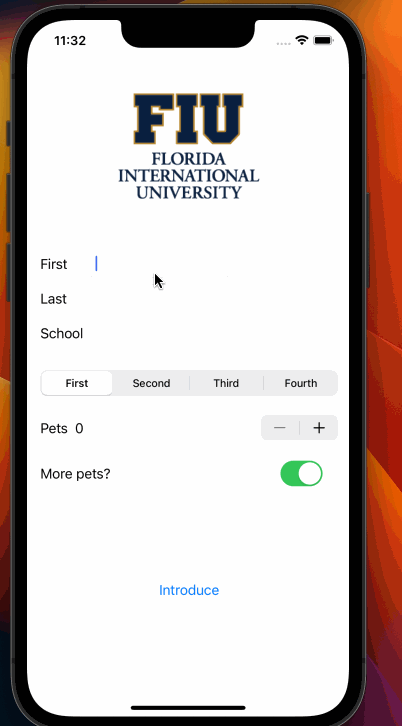 11:32
FIU
FLORIDA
INTERNATIONAL
UNIVERSITY
First
Last
School
First Second Third Fourth
Pets 0
More pets?
Introduce